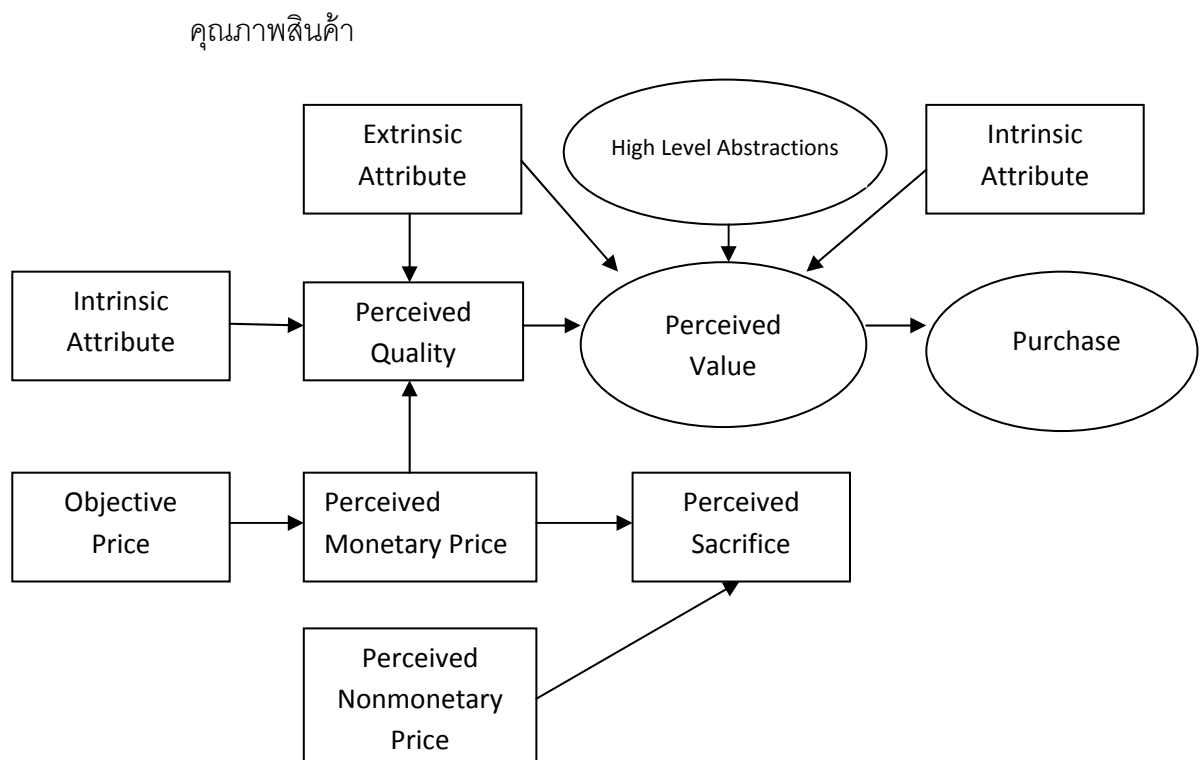 คุณภาพสินค้า
Extrinsic
Attribute
High Level Abstractions
Intrinsic
Attribute
Intrinsic
Attribute
Perceived
Quality
Perceived
Value
Purchase
Objective
Price
Perceived
Monetary Price
Perceived
Sacrifice
Perceived
Nonmonetary
Price